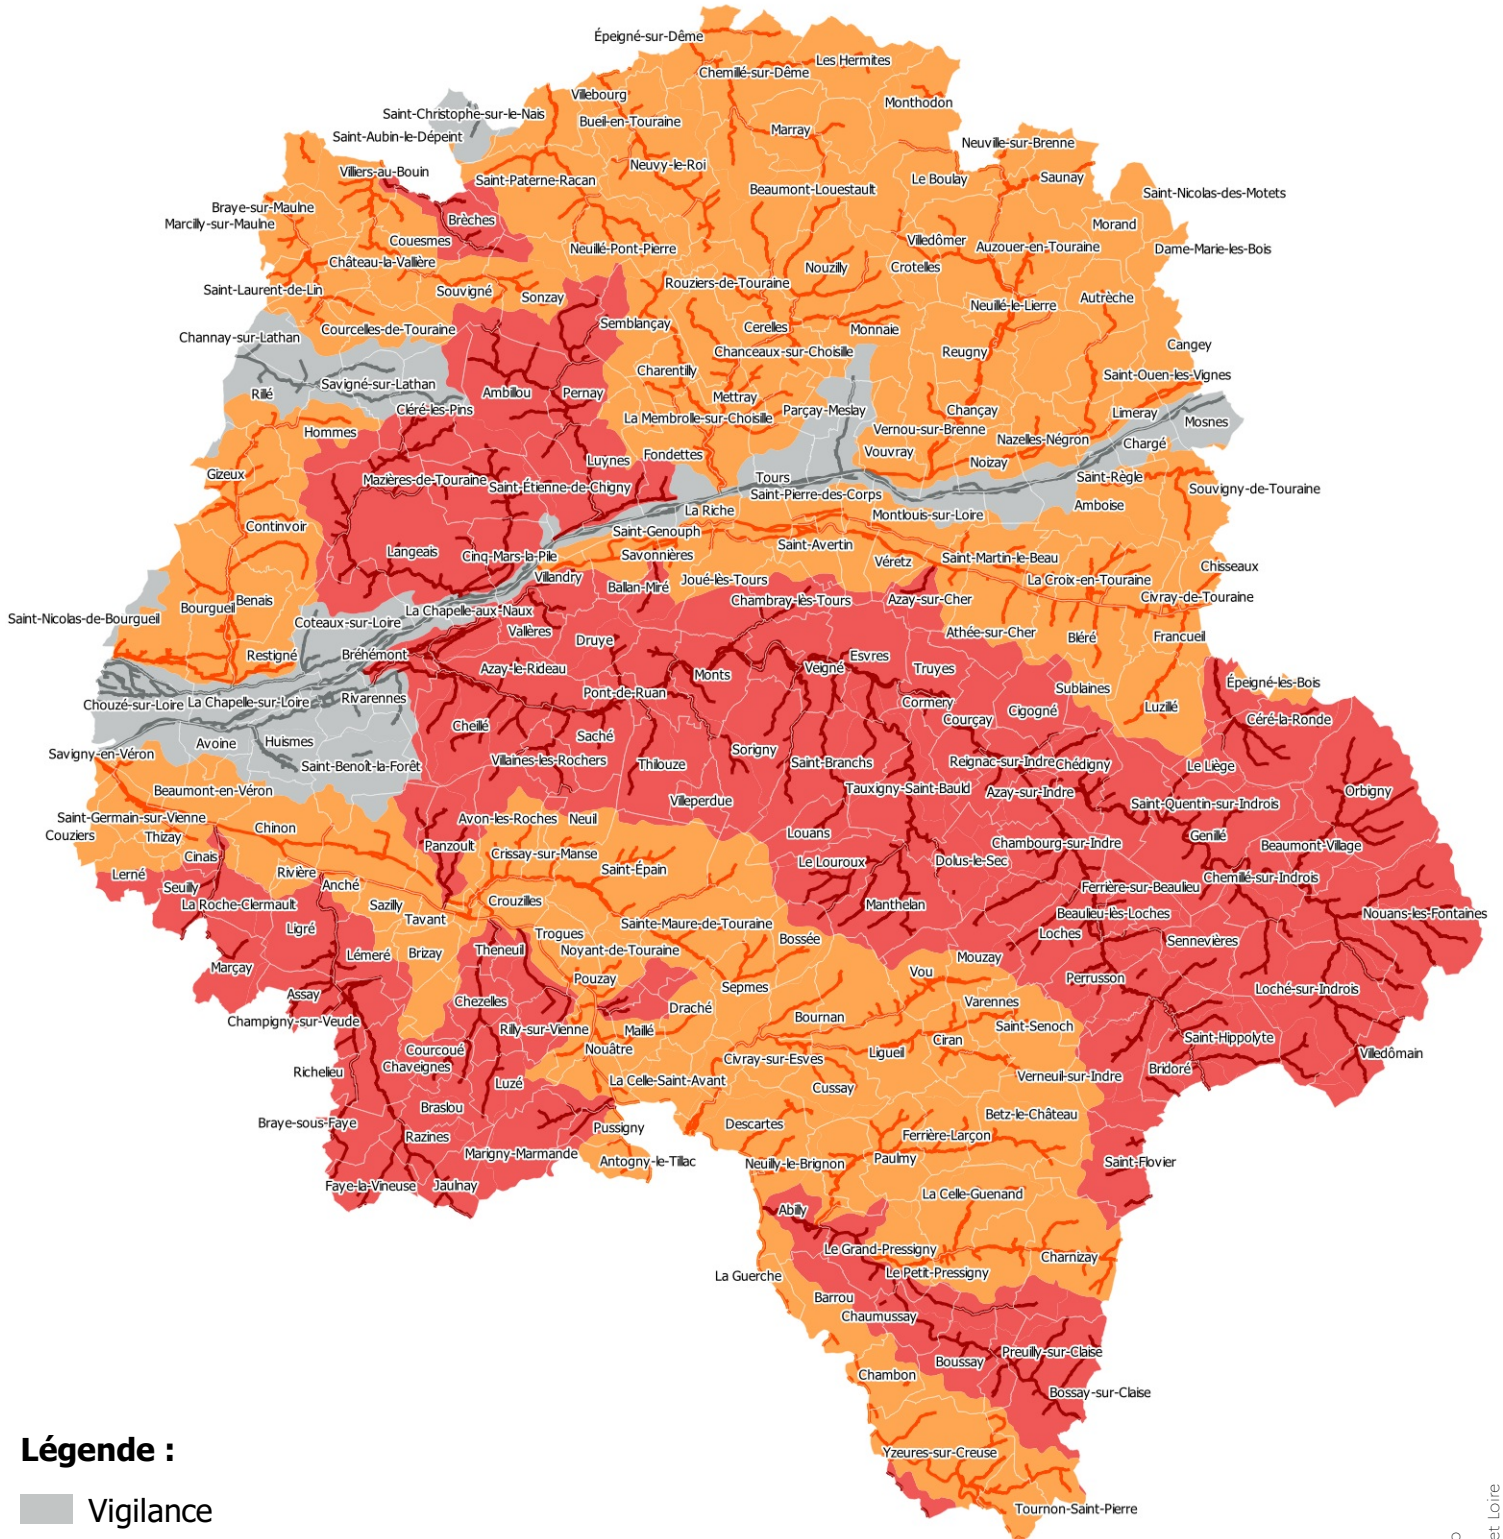 Épeigné-sur-Dême
Les Hermites
Chemillé-sur-Dême
Villebourg
Monthodon
Saint-Christophe-sur-le-Nais
Bueil-en-Touraine
Marray
Saint-Aubin-le-Dépeint
Neuville-sur-Brenne
Neuvy-le-Roi
Villiers-au-Bouin
Saint-Paterne-Racan
Le Boulay
Saunay
Beaumont-Louestault
Saint-Nicolas-des-Motets
Braye-sur-Maulne
Marcilly-sur-Maulne
Brèches
Morand
Couesmes
Neuillé-Pont-Pierre
Villedômer
Auzouer-en-Touraine
Dame-Marie-les-Bois
Château-la-Vallière
Nouzilly
Crotelles
Saint-Laurent-de-Lin
Souvigné
Sonzay
Rouziers-de-Touraine
Autrèche
Neuillé-le-Lierre
Channay-sur-Lathan
Courcelles-de-Touraine
Semblançay
Cerelles
Monnaie
Cangey
Chanceaux-sur-Choisille
Reugny
Charentilly
Saint-Ouen-les-Vignes
Rillé
Savigné-sur-Lathan
Ambillou
Pernay
Mettray
Cléré-les-Pins
La Membrolle-sur-Choisille
Parçay-Meslay
Chançay
Limeray
Mosnes
Hommes
Vernou-sur-Brenne
Nazelles-Négron
Chargé
Luynes
Fondettes
Vouvray
Noizay
Gizeux
Mazières-de-Touraine
Saint-Étienne-de-Chigny
Tours
Saint-Règle
Souvigny-de-Touraine
Saint-Pierre-des-Corps
Continvoir
La Riche
Montlouis-sur-Loire
Amboise
Saint-Genouph
Langeais
Cinq-Mars-la-Pile
Savonnières
Saint-Avertin
Véretz
Saint-Martin-le-Beau
Chisseaux
Villandry
Ballan-Miré
Joué-lès-Tours
La Croix-en-Touraine
Saint-Nicolas-de-Bourgueil
Bourgueil
Benais
Coteaux-sur-Loire
La Chapelle-aux-Naux
Chambray-lès-Tours
Azay-sur-Cher
Civray-de-Touraine
Vallères
Druye
Athée-sur-Cher
Bléré
Francueil
Restigné
Bréhémont
Azay-le-Rideau
Monts
Veigné
Esvres
Truyes
Sublaines
Épeigné-les-Bois
Chouzé-sur-Loire
La Chapelle-sur-Loire
Rivarennes
Pont-de-Ruan
Cormery
Courçay
Cigogné
Luzillé
Céré-la-Ronde
Cheillé
Saché
Savigny-en-Véron
Avoine
Huismes
Saint-Benoît-la-Forêt
Villaines-les-Rochers
Thilouze
Sorigny
Saint-Branchs
Reignac-sur-Indre
Chédigny
Le Liège
Beaumont-en-Véron
Tauxigny-Saint-Bauld
Azay-sur-Indre
Saint-Quentin-sur-Indrois
Orbigny
Villeperdue
Saint-Germain-sur-Vienne
Avon-les-Roches
Neuil
Couziers
Thizay
Chinon
Louans
Chambourg-sur-Indre
Genillé
Beaumont-Village
Panzoult
Crissay-sur-Manse
Cinais
Le Louroux
Dolus-le-Sec
Lerné
Rivière
Saint-Épain
Chemillé-sur-Indrois
Seuilly
Anché
Ferrière-sur-Beaulieu
La Roche-Clermault
Sazilly
Crouzilles
Manthelan
Beaulieu-lès-Loches
Nouans-les-Fontaines
Tavant
Sainte-Maure-de-Touraine
Ligré
Trogues
Bossée
Loches
Sennevières
Lémeré
Brizay
Theneuil
Noyant-de-Touraine
Mouzay
Marçay
Pouzay
Sepmes
Vou
Perrusson
Assay
Chezelles
Draché
Varennes
Loché-sur-Indrois
Champigny-sur-Veude
Rilly-sur-Vienne
Maillé
Bournan
Saint-Senoch
Courcoué
Nouâtre
Civray-sur-Esves
Ligueil
Ciran
Saint-Hippolyte
Villedômain
Richelieu
Chaveignes
Luzé
La Celle-Saint-Avant
Cussay
Verneuil-sur-Indre
Bridoré
Braslou
Betz-le-Château
Braye-sous-Faye
Razines
Pussigny
Descartes
Ferrière-Larçon
Marigny-Marmande
Antogny-le-Tillac
Neuilly-le-Brignon
Paulmy
Saint-Flovier
Faye-la-Vineuse
Jaulnay
La Celle-Guenand
Abilly
Le Grand-Pressigny
Charnizay
La Guerche
Le Petit-Pressigny
Barrou
Chaumussay
Preuilly-sur-Claise
Boussay
Chambon
Bossay-sur-Claise
Yzeures-sur-Creuse
Tournon-Saint-Pierre
Légende :
Vigilance
et Loire